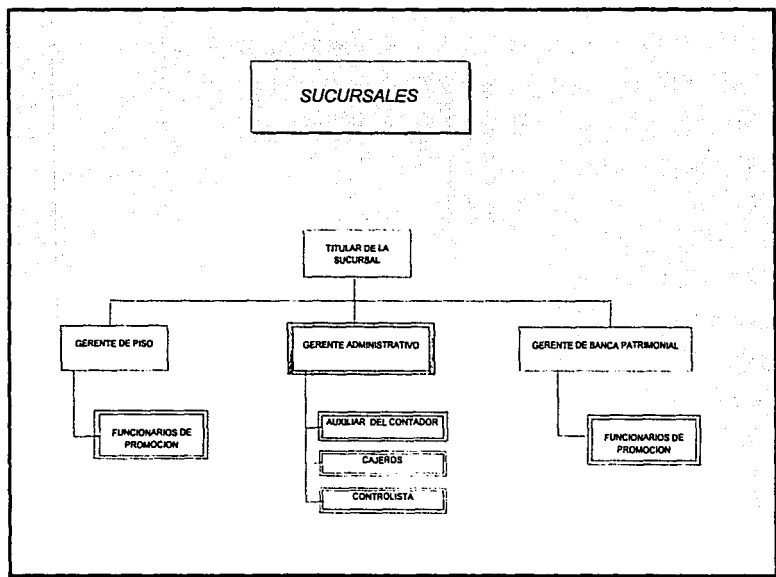 SUCURSALES
TITULAR DE LA
SUCURSAL
GERENTE DE PISO
GERENTE ADMINISTRATIVO
GERENTE DE BANCA PATRIMONIAL
FUNCIONARIOS DE
PROMOCION
AUXILIAR DEL CONTADOR
CAJEROS
CONTROLISTA
FUNCIONARIOS DE
PROMOCION